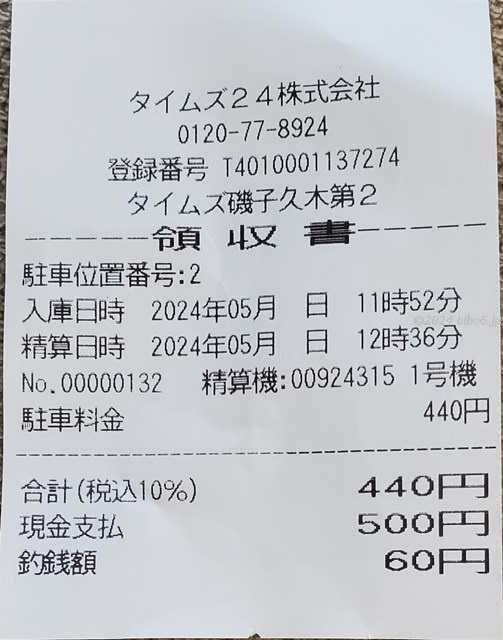 タイムズ24株式会社
0120-77-8924
登録番号 T4010001137274
タイムズ磯子久木第2
領収書
駐車位置番号:2
入庫日時 2024年05月 日 11時52分
精算日時 2024年05月 日 12時36分
No.00000132 精算機:00924315 1号機
駐車料金 440円
合計(税込10%) 440円
現金支払 500円
釣銭額 60円